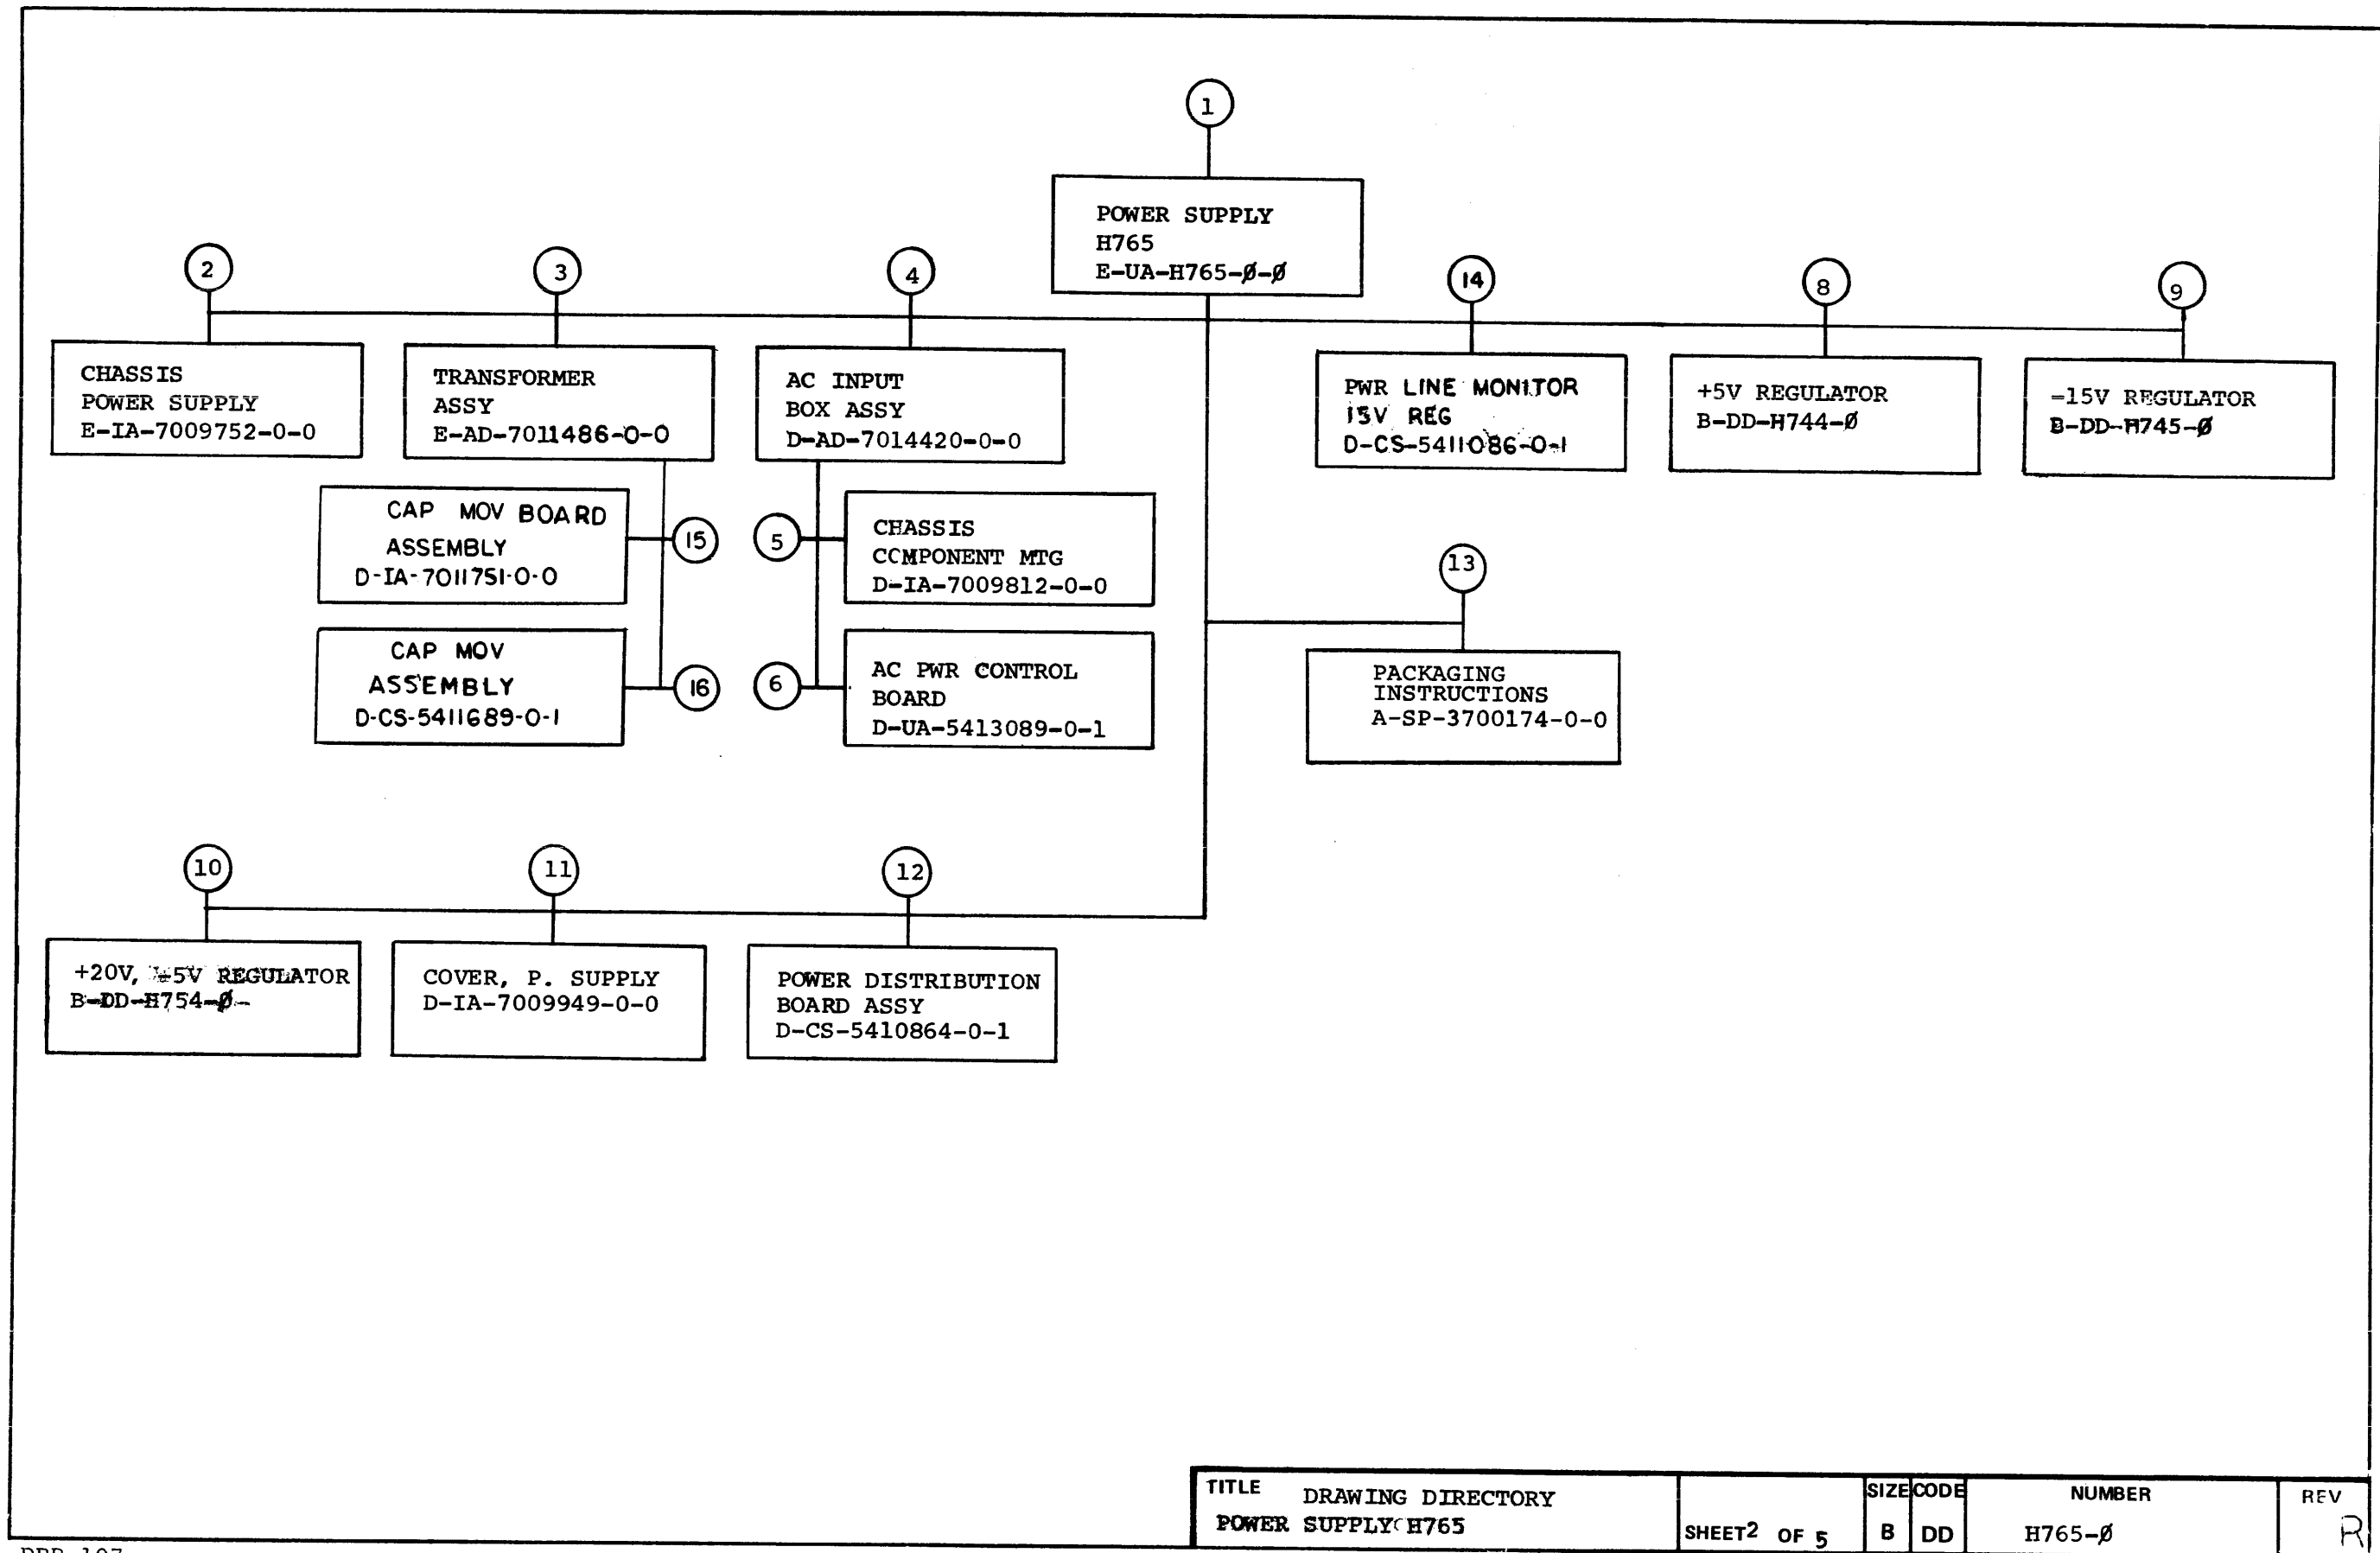 1
POWER SUPPLY
H765
E-UA-H765-Ø-Ø
2
3
4
14
8
9
CHASSIS
POWER SUPPLY
E-IA-7009752-0-0
TRANSFORMER
ASSY
E-AD-7011486-0-0
AC INPUT
BOX ASSY
D-AD-7014420-0-0
PWR LINE MONITOR
15V REG
D-CS-5411086-0-1
+5V REGULATOR
B-DD-H744-Ø
-15V REGULATOR
B-DD-H745-Ø
CAP MOV BOARD
ASSEMBLY
D-IA-7011751-0-0
15
5
CHASSIS
COMPONENT MTG
D-IA-7009812-0-0
13
CAP MOV
ASSEMBLY
D-CS-5411689-0-1
16
6
AC PWR CONTROL
BOARD
D-UA-5413089-0-1
PACKAGING
INSTRUCTIONS
A-SP-3700174-0-0
10
11
12
+20V, -5V REGULATOR
B-DD-H754-Ø-
COVER, P. SUPPLY
D-IA-7009949-0-0
POWER DISTRIBUTION
BOARD ASSY
D-CS-5410864-0-1
TITLE DRAWING DIRECTORY
POWER SUPPLY H765
SHEET 2 OF 5
SIZE
B
CODE
DD
NUMBER
H765-Ø
REV
R